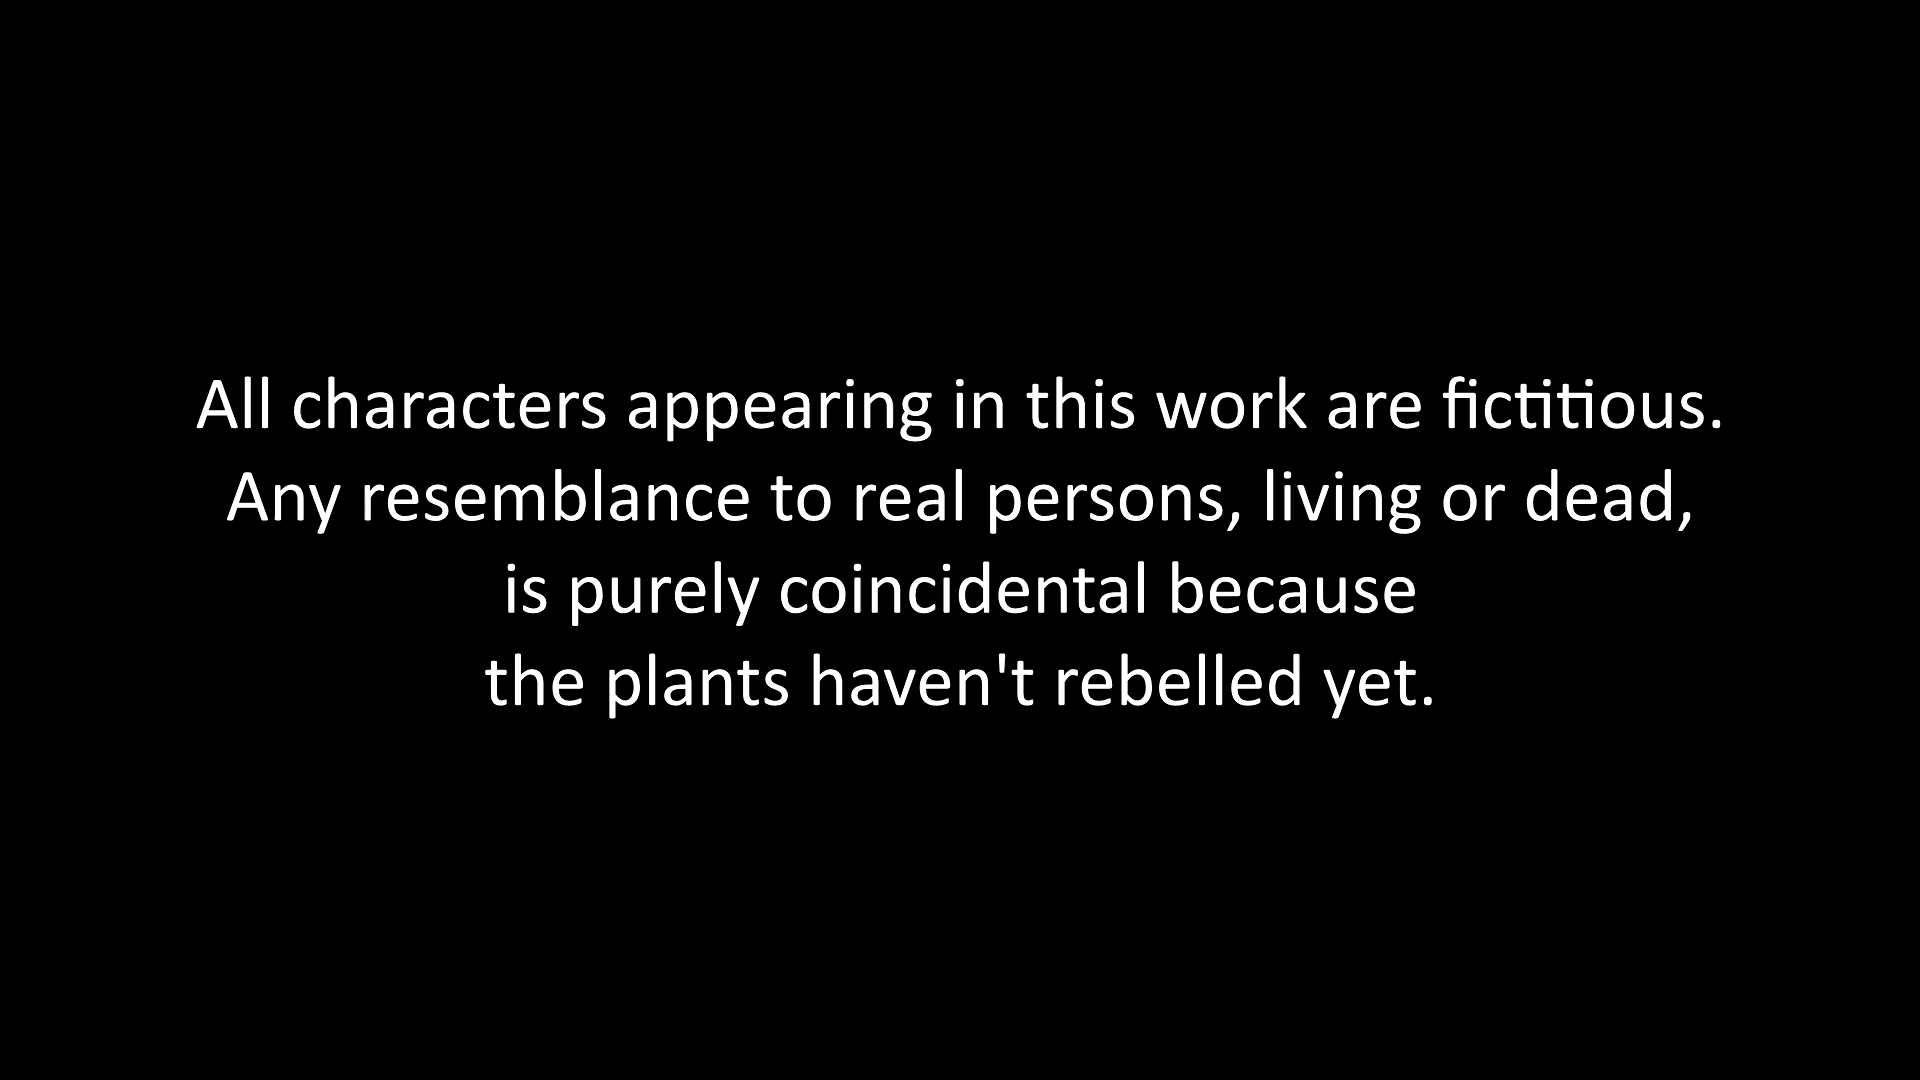 All characters appearing in this work are fictitious.
Any resemblance to real persons, living or dead,
is purely coincidental because
the plants haven't rebelled yet.